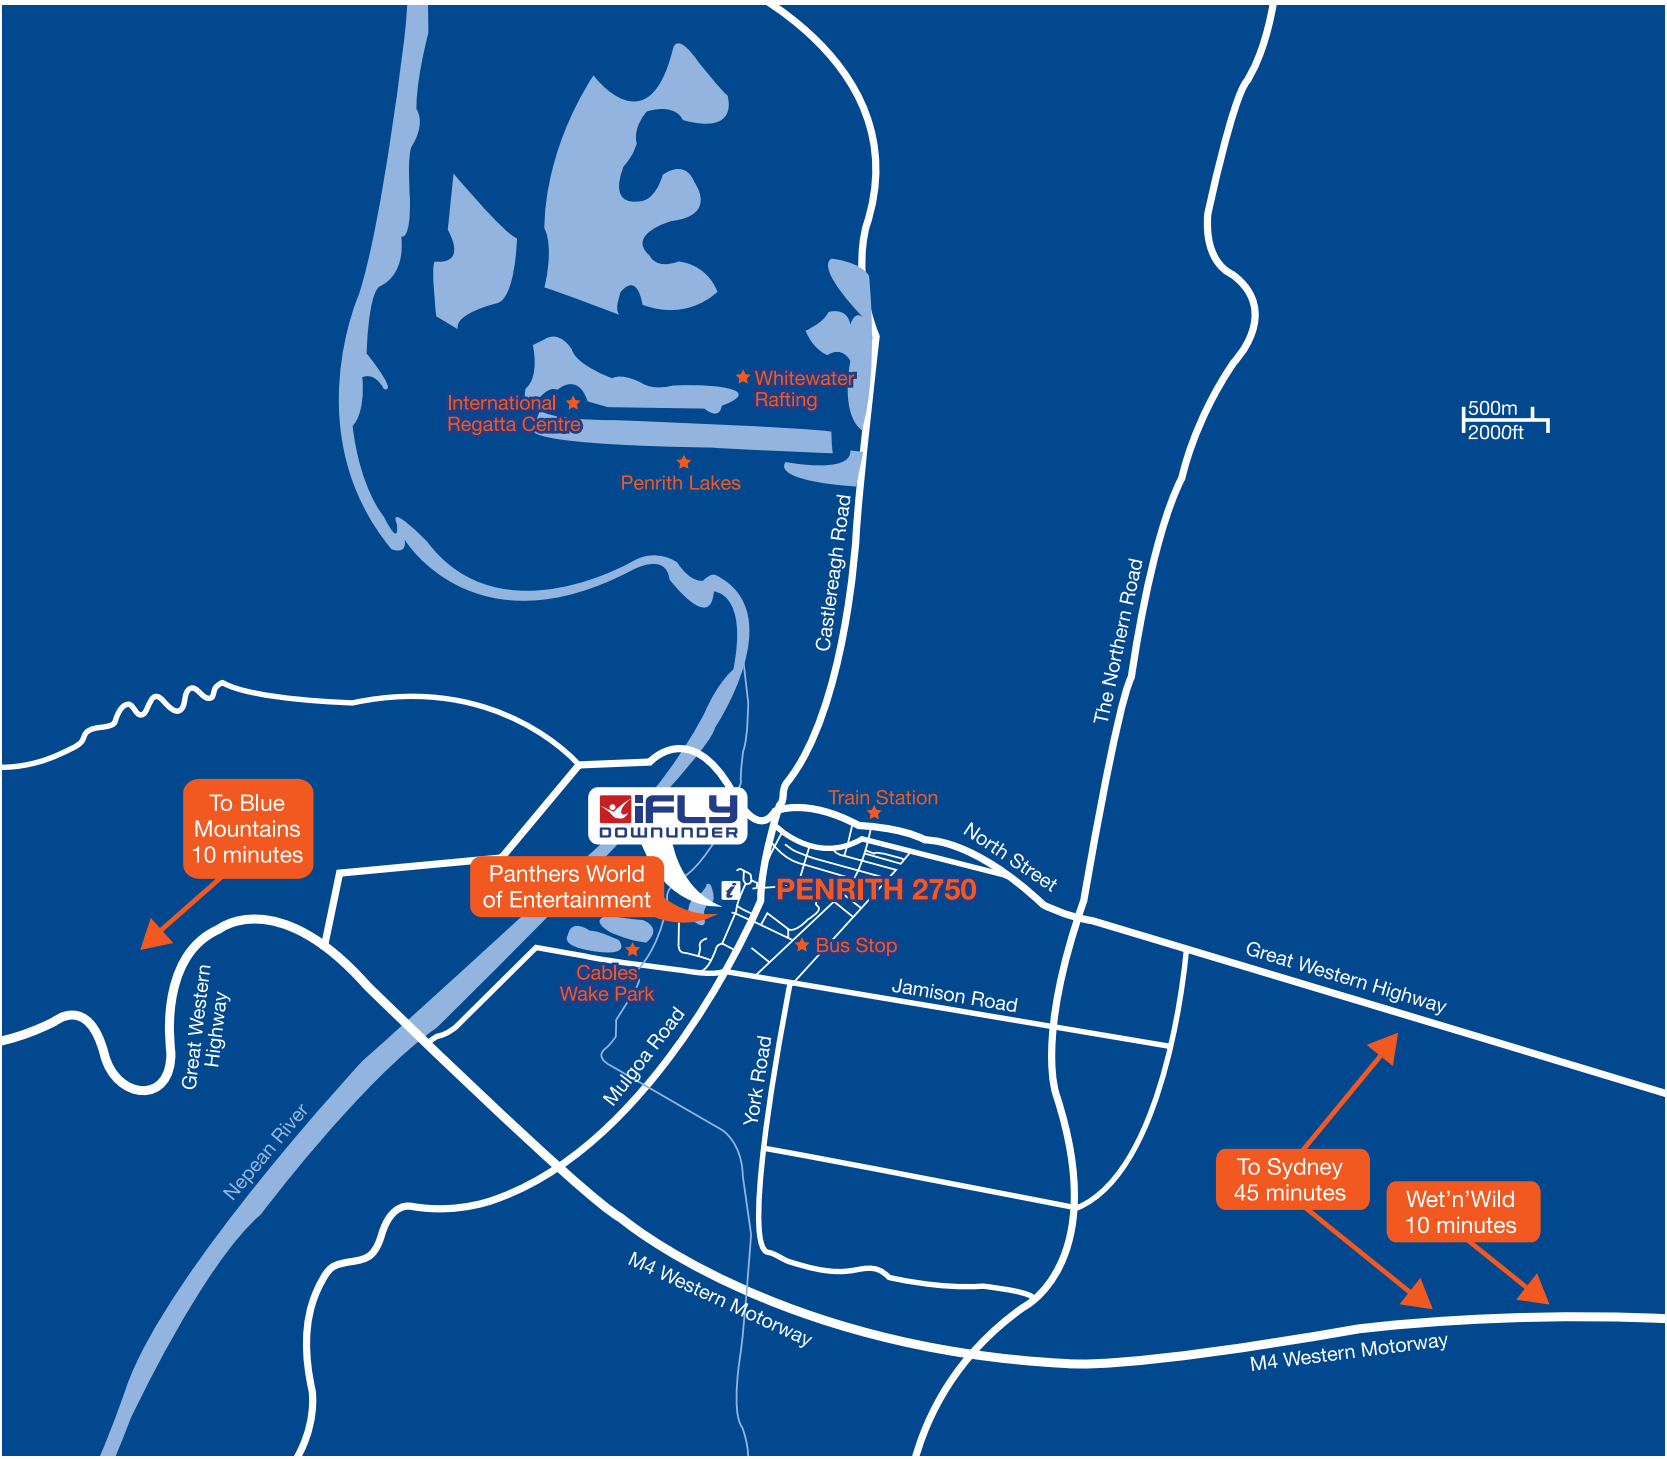 Whitewater
Rafting
International
Regatta Centre
500m
2000ft
Penrith Lakes
Castlereagh Road
The Northern Road
To Blue
Mountains
10 minutes
iFLY
DOWNUNDER
Train Station
North Street
Panthers World
of Entertainment
i
PENRITH 2750
Bus Stop
Cables
Wake Park
Great Western
Highway
Great Western Highway
Jamison Road
Mulgoa Road
York Road
Nepean River
To Sydney
45 minutes
Wet'n'Wild
10 minutes
M4 Western Motorway
M4 Western Motorway